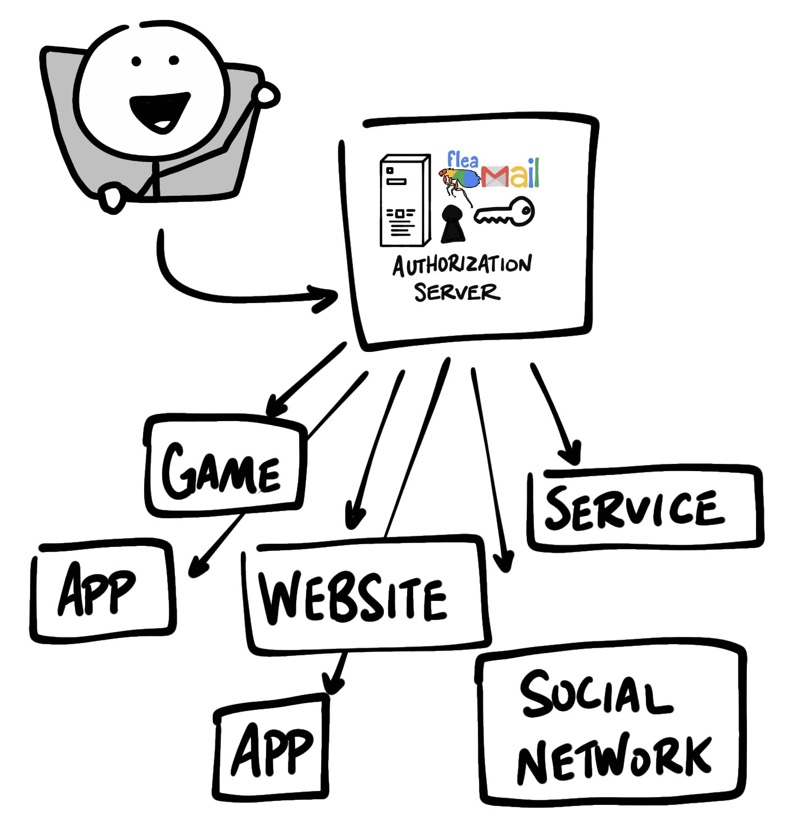 flea
Mail
AUTHORIZATION
SERVER
GAME
SERVICE
APP
WEBSITE
SOCIAL
NETWORK
APP